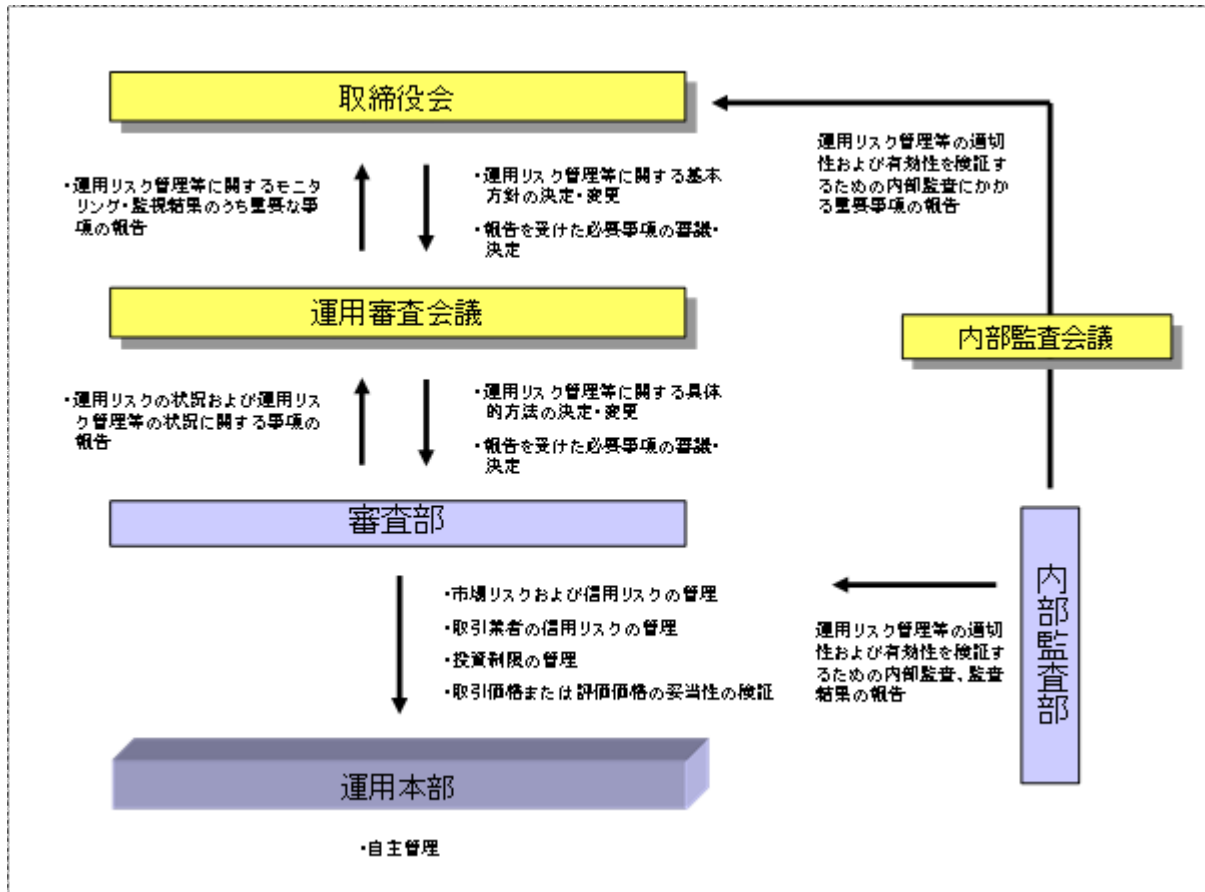 取締役会
・運用リスク管理等に関するモニタ
リング・監視結果のうち重要な事
項の報告
・運用リスク管理等に関する基本
方針の決定・変更
・報告を受けた必要事項の審議・
決定
運用リスク管理等の適切
性および有効性を検証す
るための内部監査にかか
る重要事項の報告
運用審査会議
内部監査会議
・運用リスクの状況および運用リス
ク管理等の状況に関する事項の
報告
・運用リスク管理等に関する具体
的方法の決定・変更
・報告を受けた必要事項の審議・
決定
審査部
内部監査部
・市場リスクおよび信用リスクの管理
・取引業者の信用リスクの管理
・投資制限の管理
・取引価格または評価価格の妥当性の検証
運用リスク管理等の適切
性および有効性を検証す
るための内部監査、監査
結果の報告
運用本部
・自主管理